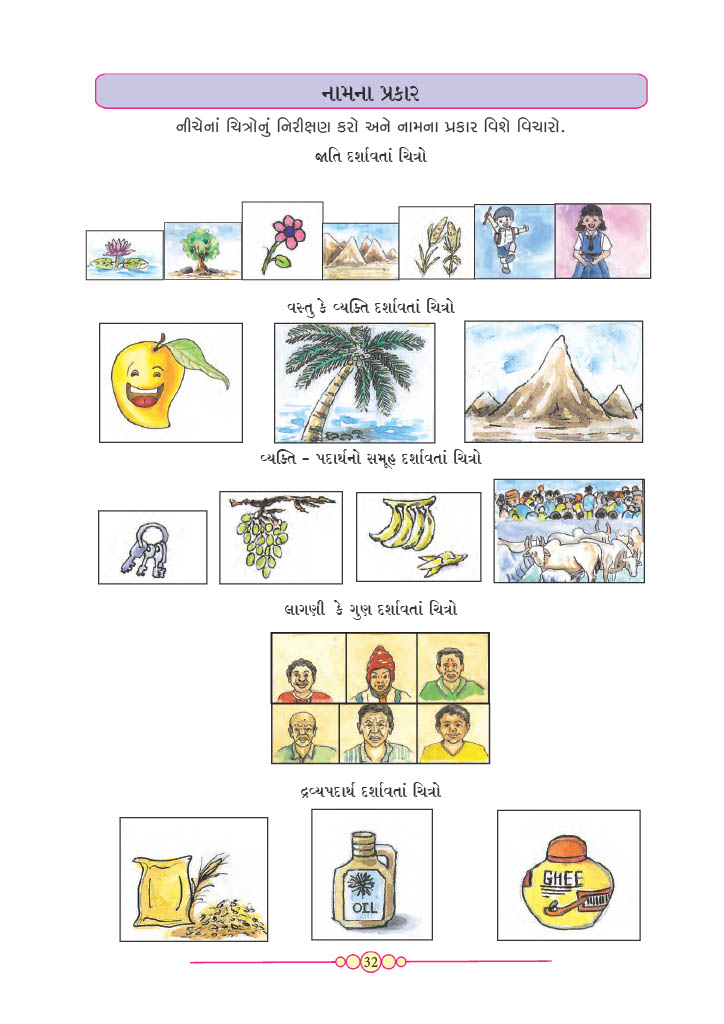 નામના પ્રકાર
નીચેનાં ચિત્રોનું નિરીક્ષણ કરો અને નામના પ્રકાર વિશે વિચારો.
જાતિ દર્શાવતાં ચિત્રો
વસ્તુ કે વ્યક્તિ દર્શાવતાં ચિત્રો
વ્યક્તિ - પદાર્થનો સમૂહ દર્શાવતાં ચિત્રો
લાગણી કે ગુણ દર્શાવતાં ચિત્રો
દ્રવ્યપદાર્થ દર્શાવતાં ચિત્રો
OIL
GHEE
32